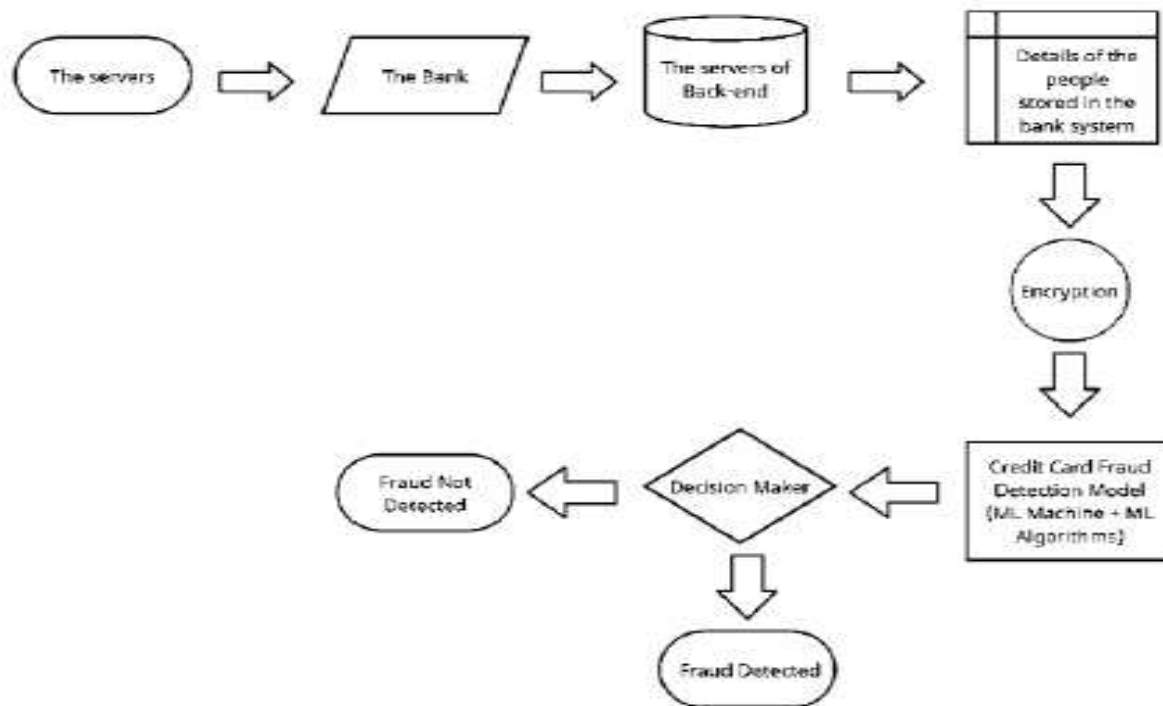 The servers
The Bank
The servers of
Back-end
Details of the
people
stored in the
bank system
Encryption
Credit Card Fraud
Detection Model
(ML Machine + ML
Algorithms)
Decision Maker
Fraud Not
Detected
Fraud Detected